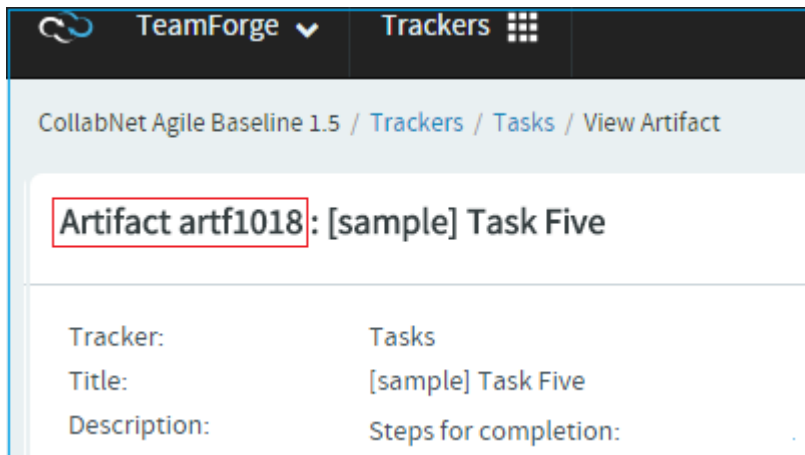 TeamForge Trackers
CollabNet Agile Baseline 1.5 / Trackers / Tasks / View Artifact
Artifact artf1018 : [sample] Task Five
Tracker: Tasks
Title: [sample] Task Five
Description: Steps for completion: